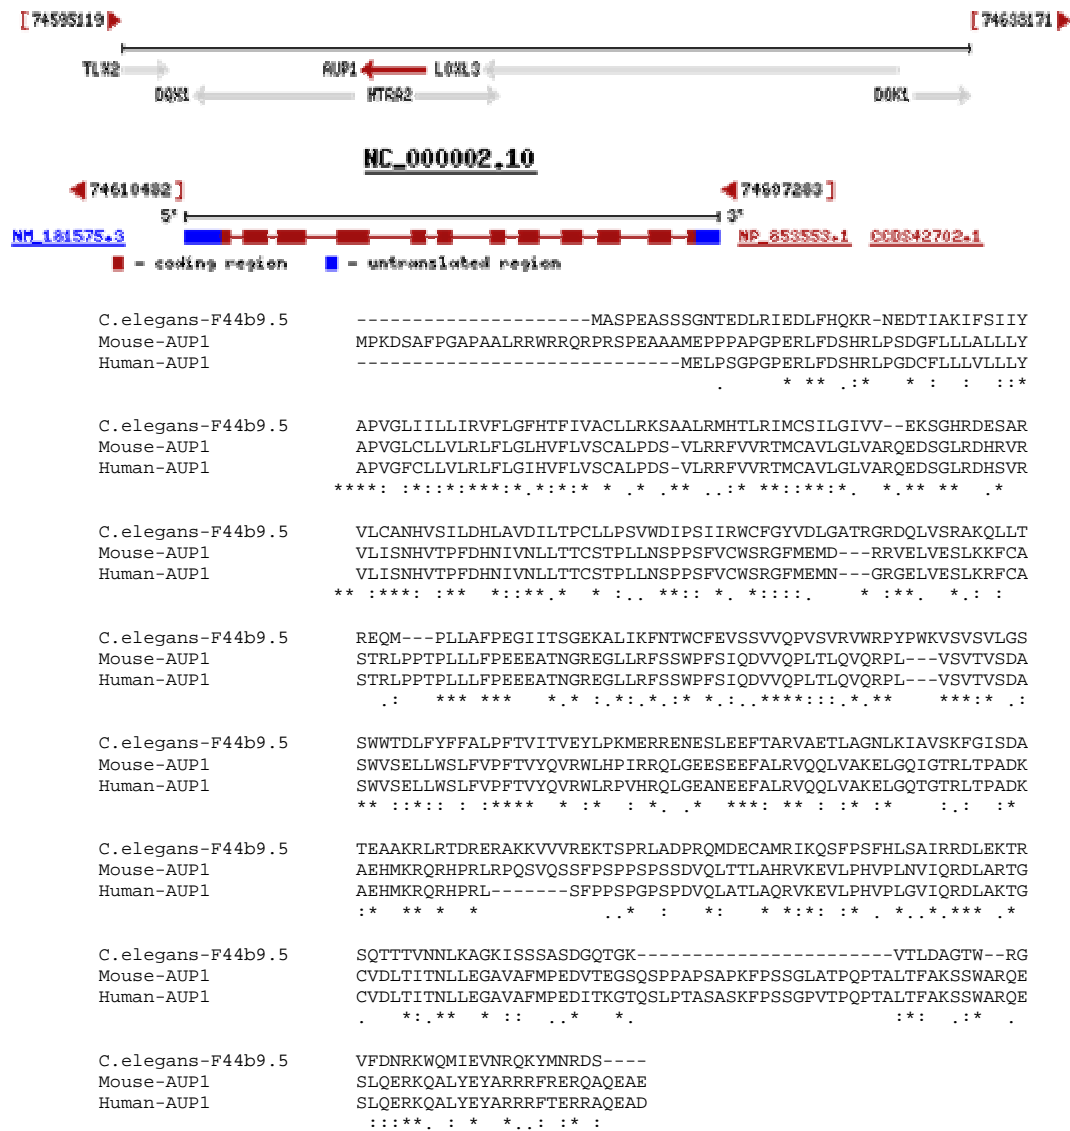 [74595119
[74633171
TLX2 AUP1 LOXL3
DQX1 HTRA2 DOK1
NC_000002.10
74610482]
74607283]
5' 3'
NM_181575.3 NP_853553.1 CCDS42702.1
- coding region - untranslated region
C.elegans-F44b9.5 ---------------------MASPEASSSGNTEDLRIEDLFHQKR-NEDTIAKIFSIIY
Mouse-AUP1 MPKDSAFPGAPAALRRWRRQRPRSPEAAAMEPPPAPGPERLFDSHRLPSDGFLLLALLLY
Human-AUP1 -----------------------------MELPSGPGPERLFDSHRLPGDCFLLLVLLLY
. * ** .:* * : : ::*
C.elegans-F44b9.5 APVGLIILLIRVFLGFHTFIVACLLRKSAALRMHTLRIMCSILGIVV--EKSGHRDESAR
Mouse-AUP1 APVGLCLLVLRLFLGLHVFLVSCALPDS-VLRRFVVRTMCAVLGLVARQEDSGLRDHRVR
Human-AUP1 APVGFCLLVLRLFLGIHVFLVSCALPDS-VLRRFVVRTMCAVLGLVARQEDSGLRDHSVR
****: :*::*:***:*.*:*:* * .* .** ..:* **::**:*. *.** ** .*
C.elegans-F44b9.5 VLCANHVSILDHLAVDILTPCLLPSVWDIPSIIRWCFGYVDLGATRGRDQLVSRAKQLLT
Mouse-AUP1 VLISNHVTPFDHNIVNLLTTCSTPLLNSPPSFVCWSRGFMEMD---RRVELVESLKKFCA
Human-AUP1 VLISNHVTPFDHNIVNLLTTCSTPLLNSPPSFVCWSRGFMEMN---GRGELVESLKRFCA
** :***: :** *::**.* * :.. **:: *. *::::. * :**. *.: :
C.elegans-F44b9.5 REQM---PLLAFPEGIITSGEKALIKFNTWCFEVSSVVQPVSVRVWRPYPWKVSVSVLGS
Mouse-AUP1 STRLPPTPLLLFPEEEATNGREGLLRFSSWPFSIQDVVQPLTLQVQRPL---VSVTVSDA
Human-AUP1 STRLPPTPLLLFPEEEATNGREGLLRFSSWPFSIQDVVQPLTLQVQRPL---VSVTVSDA
.: *** *** *.* :.*:*.:* *.:..****:::.*.** ***:* .:
C.elegans-F44b9.5 SWWTDLFYFFALPFTVITVEYLPKMERRENESLEEFTARVAETLAGNLKIAVSKFGISDA
Mouse-AUP1 SWVSELLWSLFVPFTVYQVRWLHPIRRQLGEESEEFALRVQQLVAKELGQIGTRLTPADK
Human-AUP1 SWVSELLWSLFVPFTVYQVRWLRPVHRQLGEANEEFALRVQQLVAKELGQTGTRLTPADK
** ::*:: : :**** * :* : *. .* ***: ** : :* :* :.: :*
C.elegans-F44b9.5 TEAAKRLRTDRERAKKVVVREKTSPRLADPRQMDECAMRIKQSFPSFHLSAIRRDLEKTR
Mouse-AUP1 AEHMKRQRHPRLRPQSVQSSFPSPPSPSSDVQLTTLAHRVKEVLPHVPLNVIQRDLARTG
Human-AUP1 AEHMKRQRHPRL-------SFPPSPGPSPDVQLATLAQRVKEVLPHVPLGVIQRDLAKTG
:* ** * * ..* : *: * *:*: :* . *..*.*** .*
C.elegans-F44b9.5 SQTTTVNNLKAGKISSSASDGQTGK-----------------------VTLDAGTW--RG
Mouse-AUP1 CVDLTITNLLEGAVAFMPEDVTEGSQSPPAPSAPKFPSSGLATPQPTALTFAKSSWARQE
Human-AUP1 CVDLTITNLLEGAVAFMPEDITKGTQSLPTASASKFPSSGPVTPQPTALTFAKSSWARQE
. *:.** * :: ..* *. :*: .:* .
C.elegans-F44b9.5 VFDNRKWQMIEVNRQKYMNRDS----
Mouse-AUP1 SLQERKQALYEYARRRFRERQAQEAE
Human-AUP1 SLQERKQALYEYARRRFTERRAQEAD
:::**. : * *..: :* :